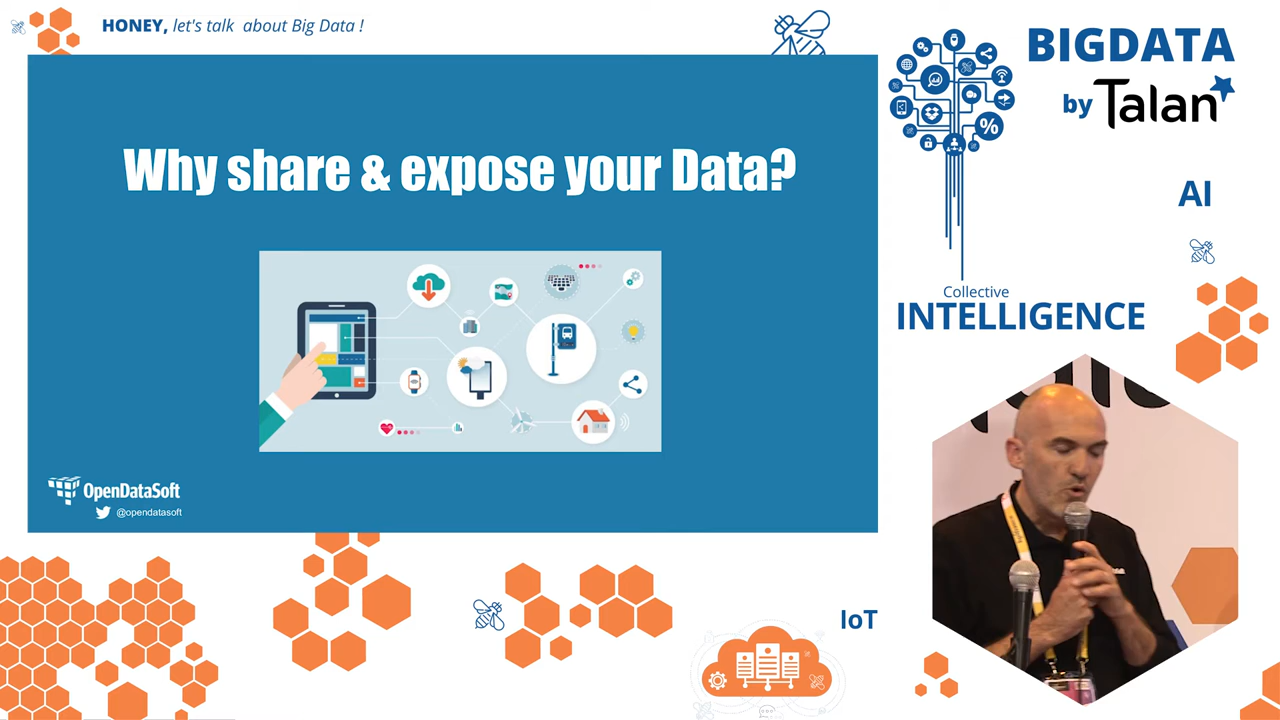 HONEY, let's talk about Big Data !
BIGDATA
by Talan
Why share & expose your Data?
AI
Collective
INTELLIGENCE
OpenDataSoft
@opendatasoft
IoT
%